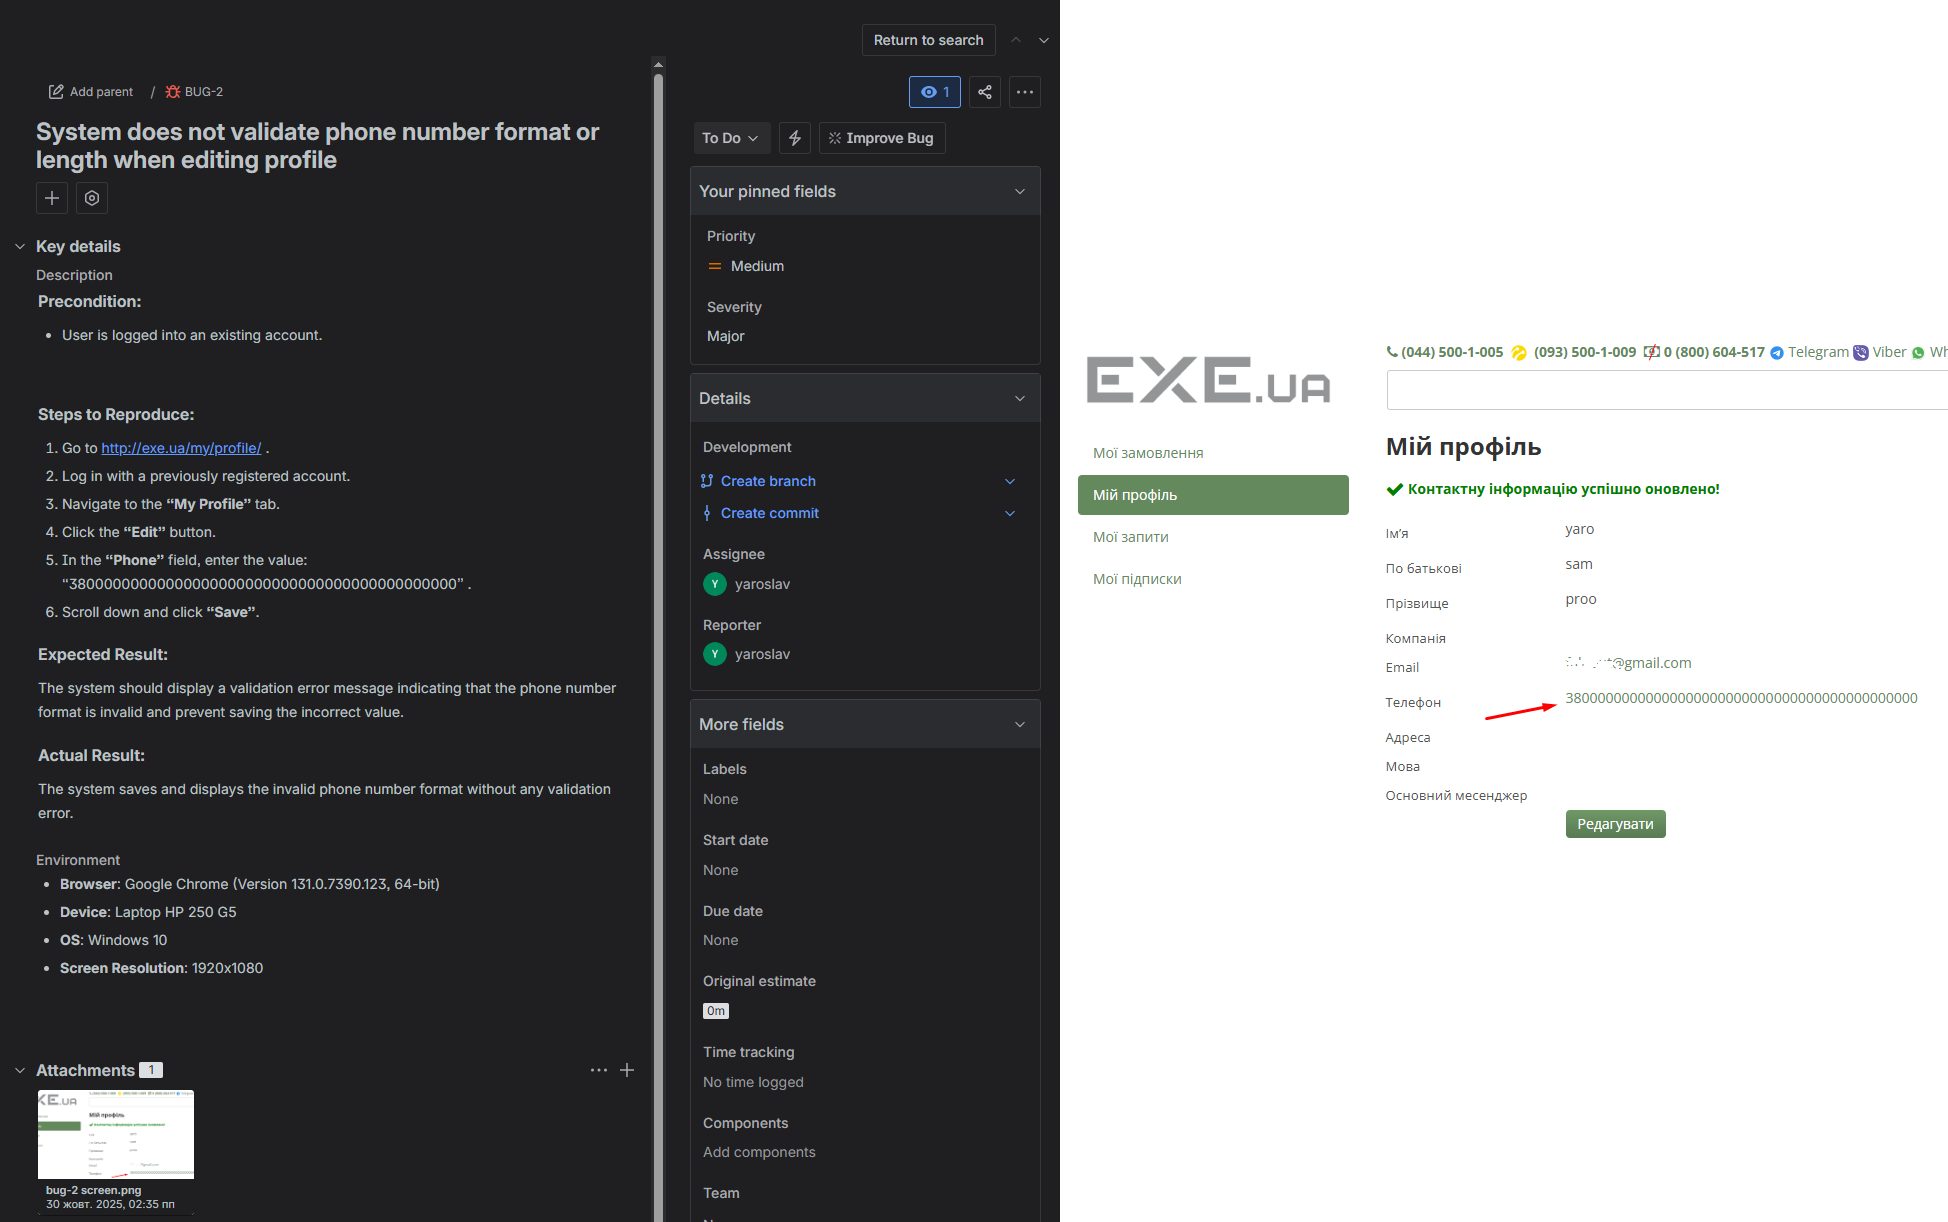 Return to search
Add parent / BUG-2
1
System does not validate phone number format or
length when editing profile
To Do
Improve Bug
Key details
Description
Precondition:
• User is logged into an existing account.
Steps to Reproduce:
1. Go to http://exe.ua/my/profile/ .
2. Log in with a previously registered account.
3. Navigate to the “My Profile” tab.
4. Click the “Edit” button.
5. In the “Phone” field, enter the value:
“38000000000000000000000000000000000000000000” .
6. Scroll down and click “Save”.
Expected Result:
The system should display a validation error message indicating that the phone number
format is invalid and prevent saving the incorrect value.
Actual Result:
The system saves and displays the invalid phone number format without any validation
error.
Environment
• Browser: Google Chrome (Version 131.0.7390.123, 64-bit)
• Device: Laptop HP 250 G5
• OS: Windows 10
• Screen Resolution: 1920x1080
Attachments 1
bug-2 screen.png
30 жовт. 2025, 02:35 пп
Your pinned fields
Priority
Medium
Severity
Major
Details
Development
Create branch
Create commit
Assignee
Y yaroslav
Reporter
Y yaroslav
More fields
Labels
None
Start date
None
Due date
None
Original estimate
0m
Time tracking
No time logged
Components
Add components
Team
EXE.UA
(044) 500-1-005 (093) 500-1-009 0 (800) 604-517 Telegram Viber Wh
Мої замовлення
Мій профіль
Мої запити
Мої підписки
Мій профіль
Контактну інформацію успішно оновлено!
Ім’я yaro
По батькові sam
Прізвище proo
Компанія
Email @gmail.com
Телефон 38000000000000000000000000000000000000000000
Адреса
Мова
Основний месенджер
Редагувати